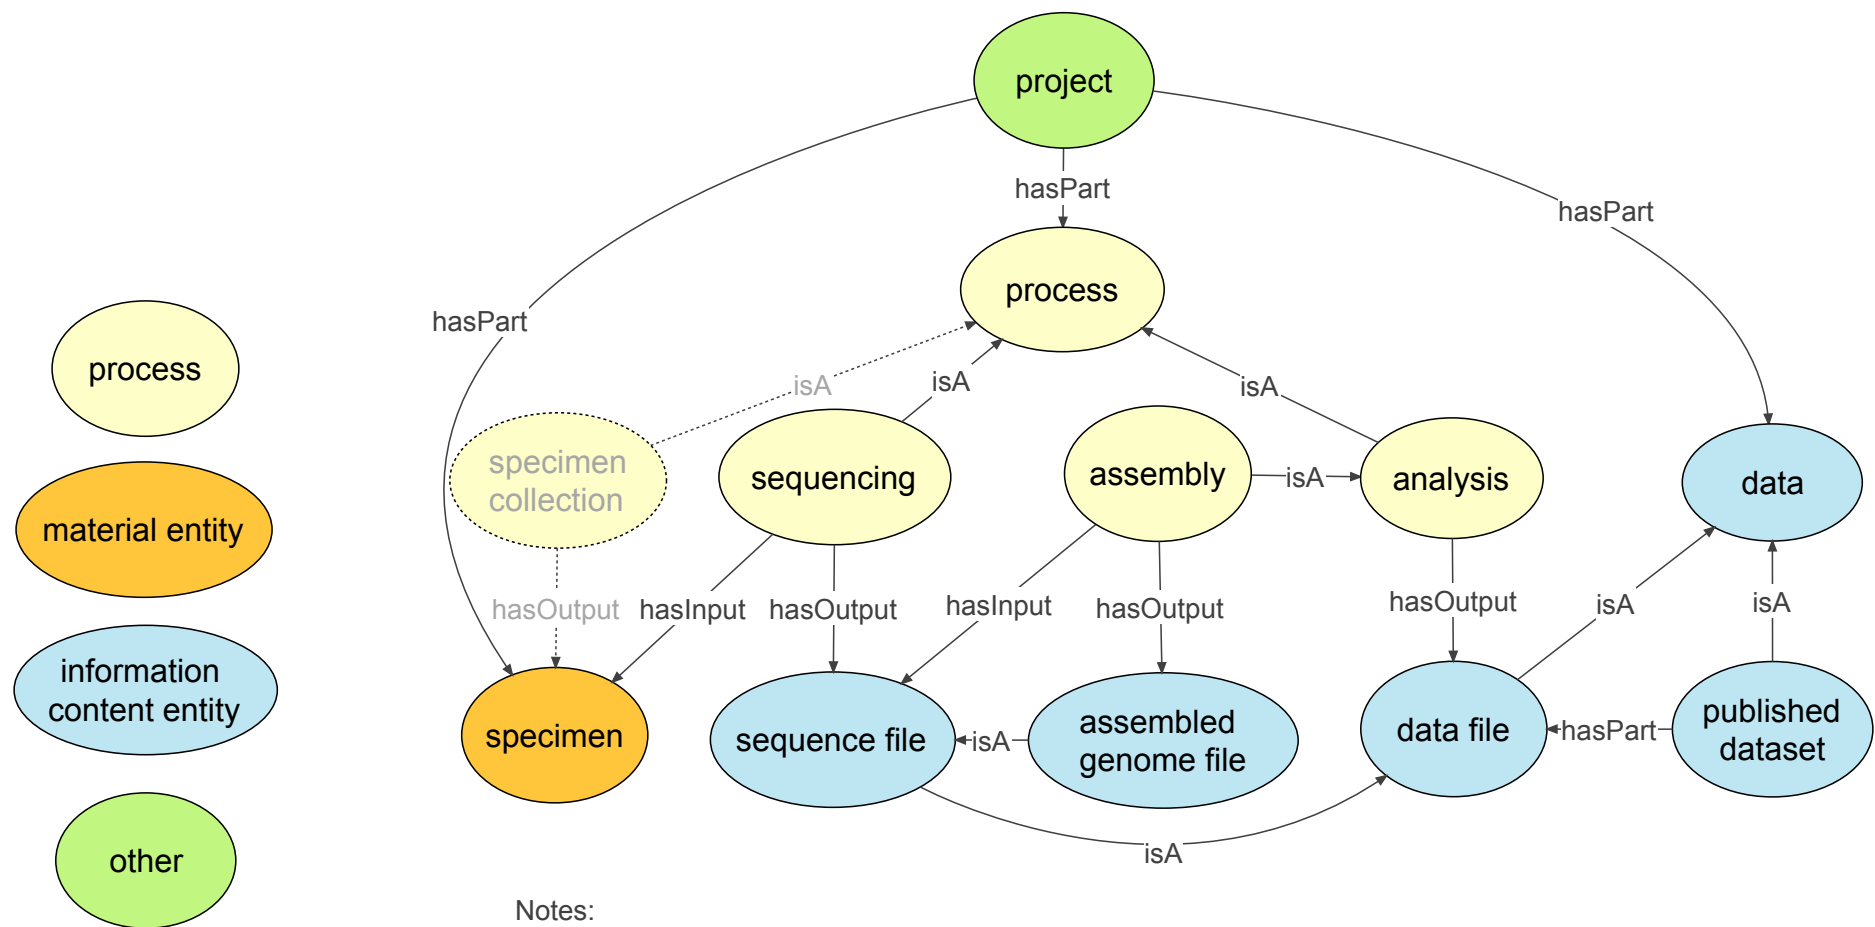 project
hasPart
hasPart
process
hasPart
process
isA
isA
isA
specimen
collection
sequencing
assembly
isA
analysis
data
material entity
hasOutput
hasInput
hasOutput
hasInput
hasOutput
hasOutput
isA
isA
information
content entity
specimen
sequence file
isA
assembled
genome file
data file
hasPart
published
dataset
isA
other
Notes: